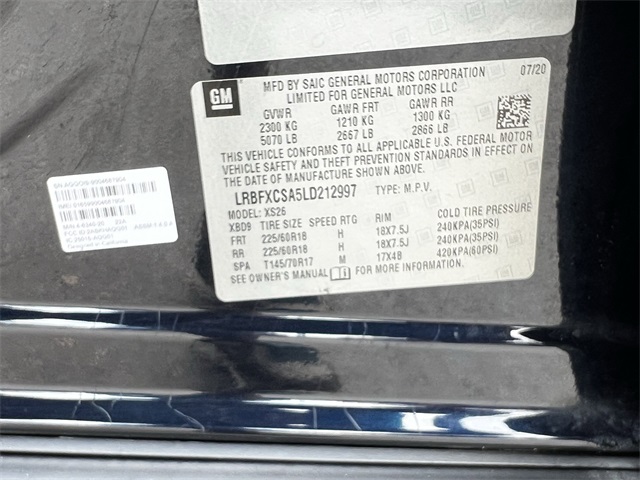 GM
MFD BY SAIC GENERAL MOTORS CORPORATION 07/20
LIMITED FOR GENERAL MOTORS LLC
GVWR GAWR FRT GAWR RR
2300 KG 1210 KG 1300 KG
5070 LB 2667 LB 2866 LB
THIS VEHICLE CONFORMS TO ALL APPLICABLE U.S. FEDERAL MOTOR
VEHICLE SAFETY, BUMPER, AND THEFT PREVENTION STANDARDS IN
EFFECT ON THE DATE OF MANUFACTURE SHOWN ABOVE.
LRBFXCSA5LD212997 TYPE: M.P.V.
MODEL: XS26
XBD9 TIRE SIZE SPEED RTG RIM COLD TIRE PRESSURE
FRT 225/60R18 H 18X7.5J 240KPA(35PSI)
RR 225/60R18 H 18X7.5J 240KPA(35PSI)
SPA T145/70R17 M 17X4B 420KPA(60PSI)
SEE OWNER'S MANUAL FOR MORE INFORMATION